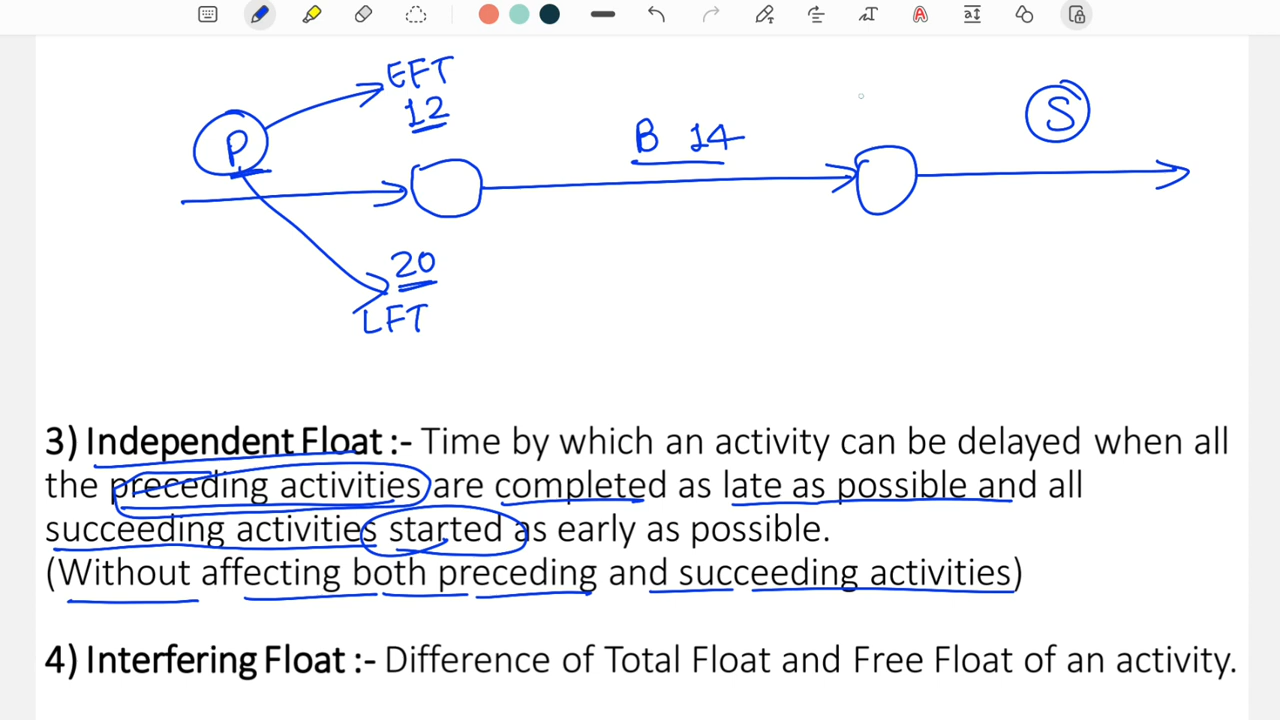 EFT
12
P
B 14
S
20
LFT
3) Independent Float :- Time by which an activity can be delayed when all
the preceding activities are completed as late as possible and all
succeeding activities started as early as possible.
(Without affecting both preceding and succeeding activities)
4) Interfering Float :- Difference of Total Float and Free Float of an activity.